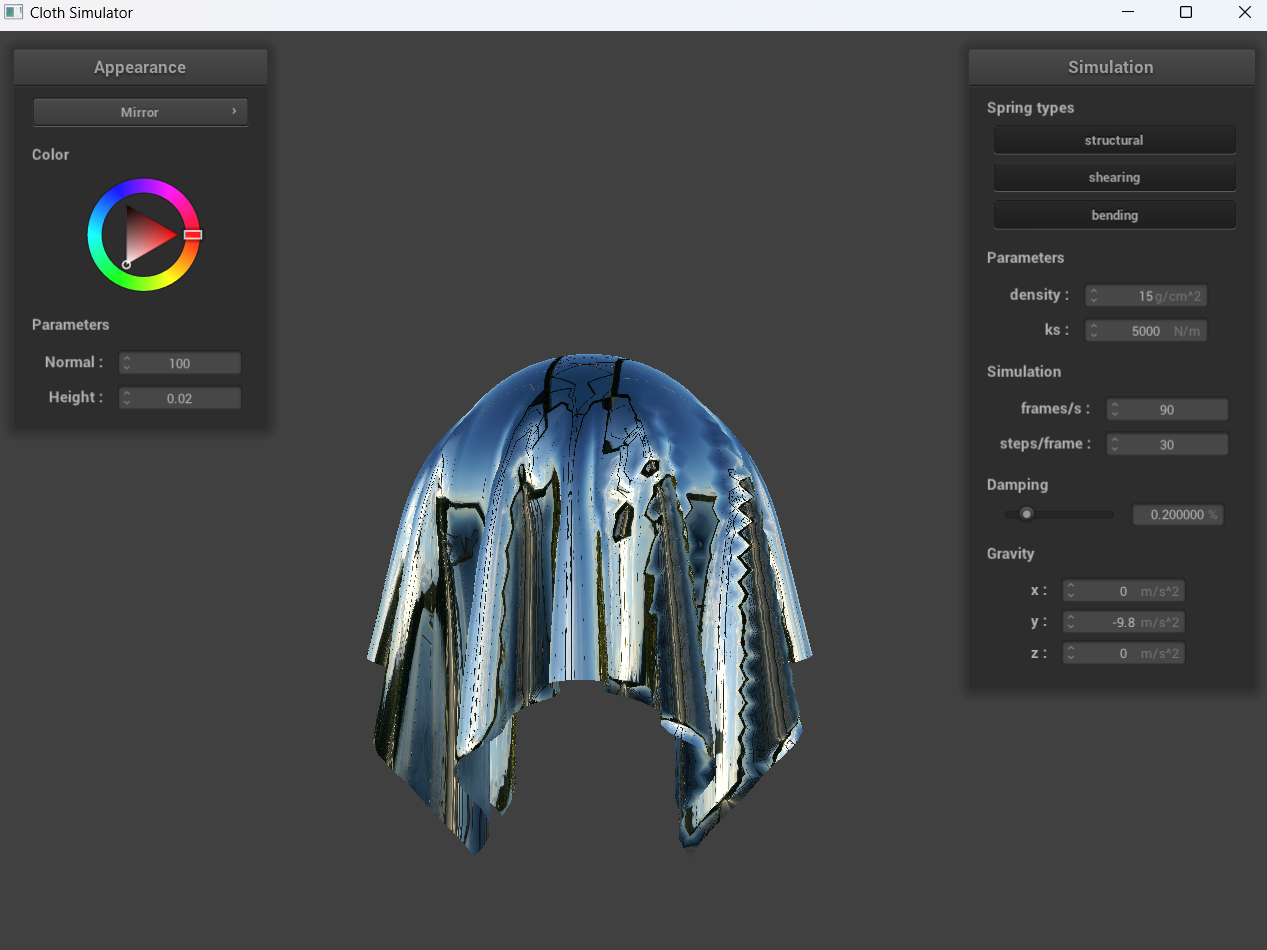 Cloth Simulator
Appearance
Mirror
Color
Parameters
Normal : 100
Height : 0.02
Simulation
Spring types
structural
shearing
bending
Parameters
density : 15 g/cm^2
ks : 5000 N/m
Simulation
frames/s : 90
steps/frame : 30
Damping
0.200000 %
Gravity
x : 0 m/s^2
y : -9.8 m/s^2
z : 0 m/s^2